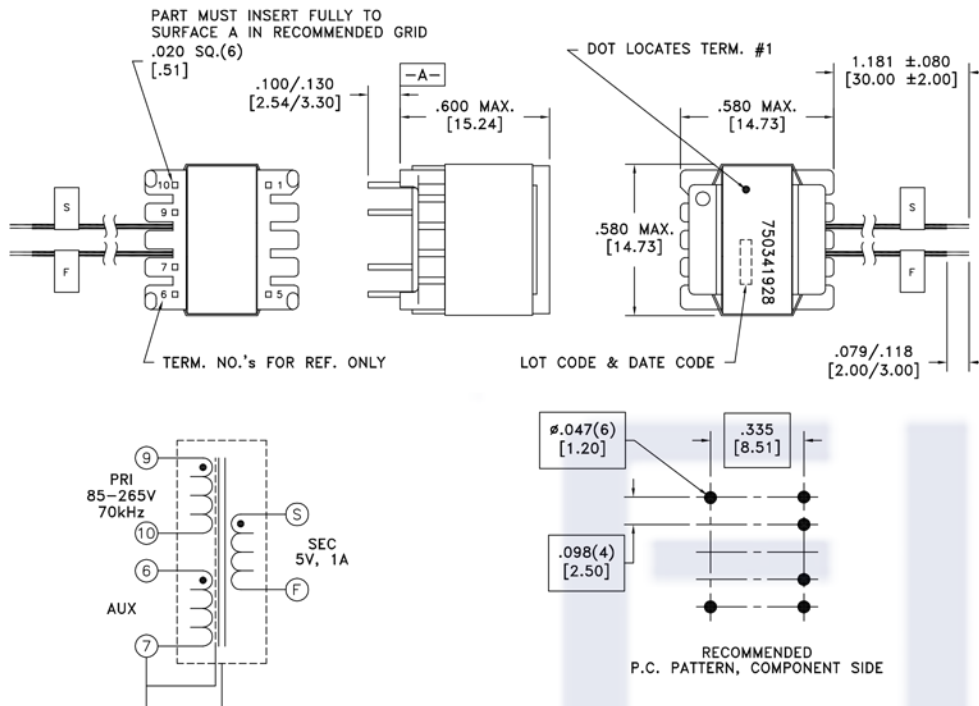 PART MUST INSERT FULLY TO
SURFACE A IN RECOMMENDED GRID
.020 SQ.(6)
[.51]
.100/.130
[2.54/3.30]
-A-
.600 MAX.
[15.24]
DOT LOCATES TERM. #1
.580 MAX.
[14.73]
1.181 ±.080
[30.00 ±2.00]
10
1
9
7
6
5
S
F
TERM. NO.'s FOR REF. ONLY
.580 MAX.
[14.73]
750341928
S
F
LOT CODE & DATE CODE
.079/.118
[2.00/3.00]
9
PRI
85-265V
70kHz
10
6
AUX
7
S
SEC
5V, 1A
F
ø.047(6)
[1.20]
.335
[8.51]
.098(4)
[2.50]
RECOMMENDED
P.C. PATTERN, COMPONENT SIDE